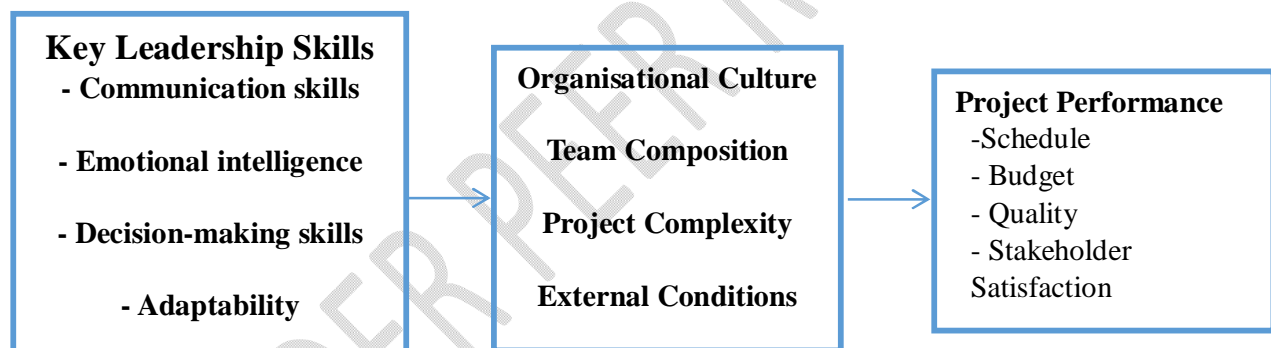 Key Leadership Skills
- Communication skills
- Emotional intelligence
- Decision-making skills
- Adaptability
Organisational Culture
Team Composition
Project Complexity
External Conditions
Project Performance
-Schedule
- Budget
- Quality
- Stakeholder
Satisfaction
PEER